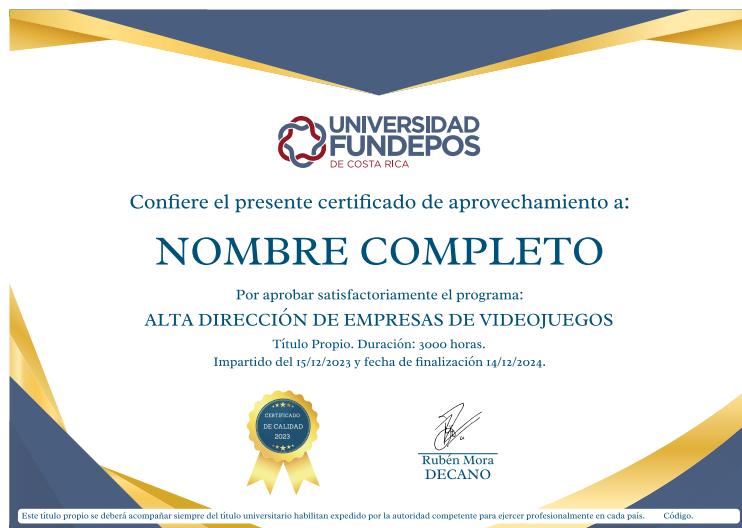 UNIVERSIDAD
FUNDEPOS
DE COSTA RICA
Confiere el presente certificado de aprovechamiento a:
NOMBRE COMPLETO
Por aprobar satisfactoriamente el programa:
ALTA DIRECCIÓN DE EMPRESAS DE VIDEOJUEGOS
Título Propio. Duración: 3000 horas.
Impartido del 15/12/2023 y fecha de finalización 14/12/2024.
CERTIFICADO
DE CALIDAD
2023
Rubén Mora
DECANO
Este título propio se deberá acompañar siempre del título universitario habilitan expedido por la autoridad competente para ejercer profesionalmente en cada país. Código.